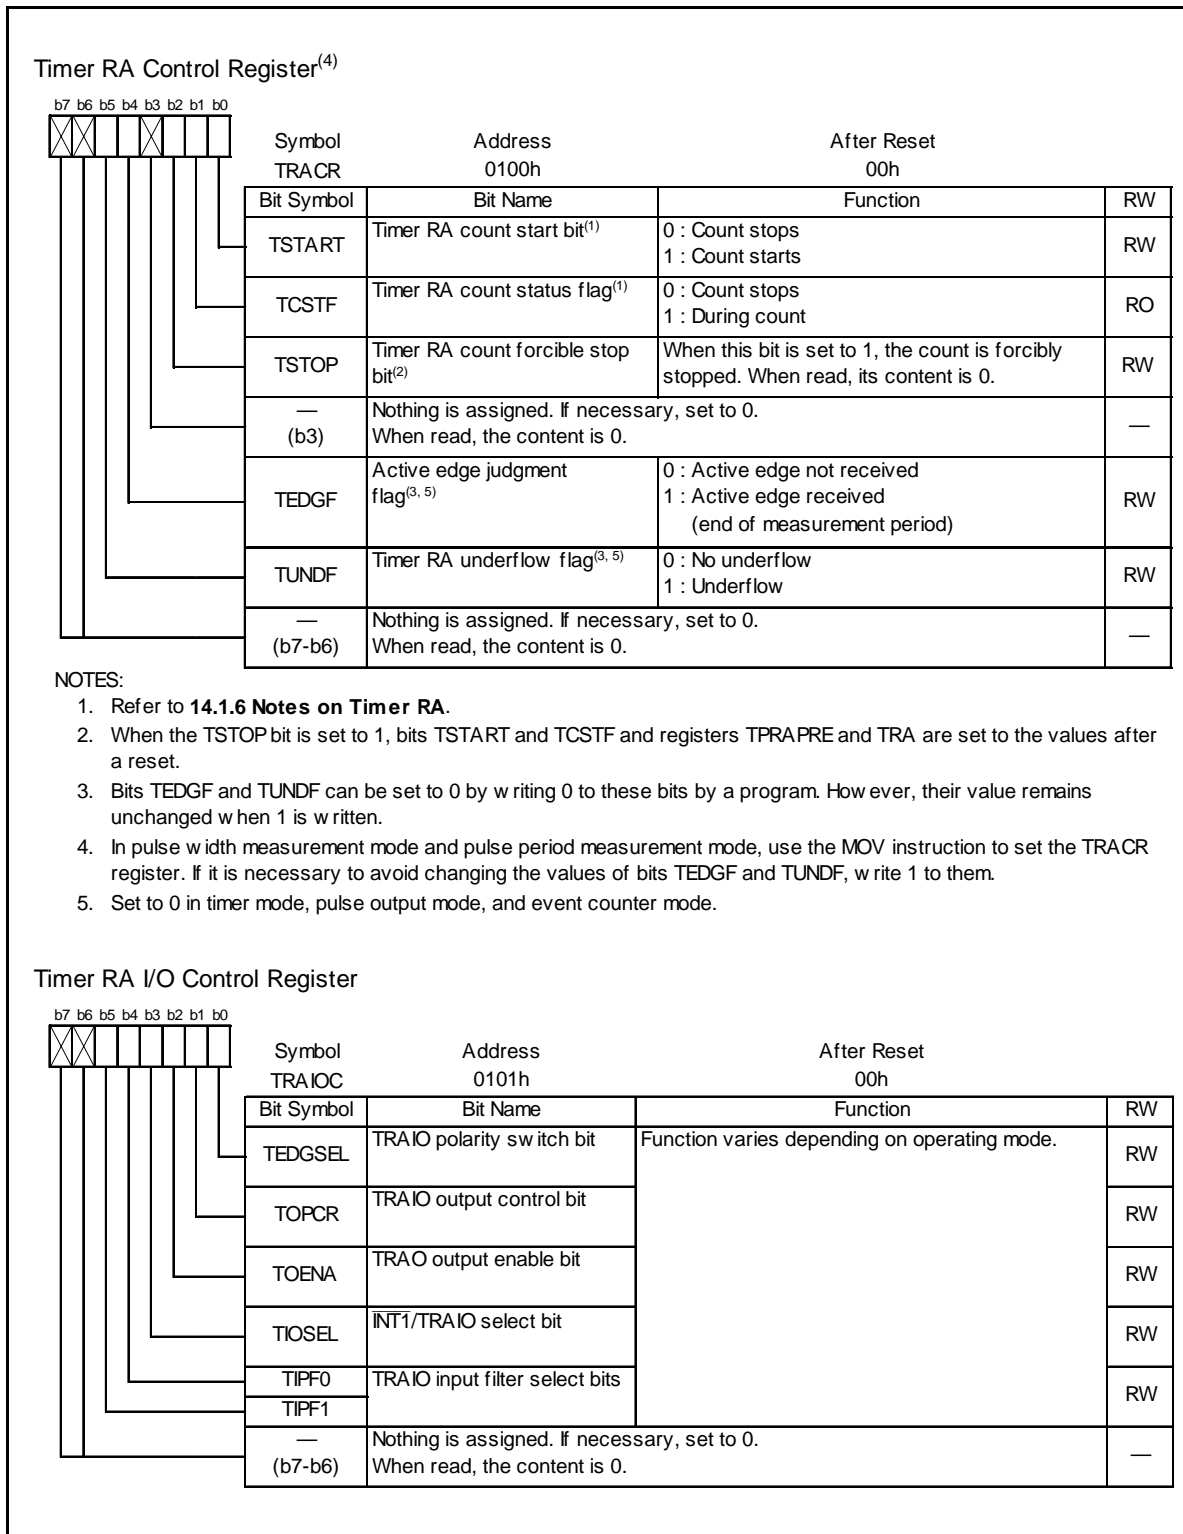 Timer RA Control Register(4)
b7 b6 b5 b4 b3 b2 b1 b0
Symbol Address After Reset
TRACR 0100h 00h
Bit Symbol Bit Name Function RW
TSTART Timer RA count start bit(1) 0 : Count stops
1 : Count starts RW
TCSTF Timer RA count status flag(1) 0 : Count stops
1 : During count RO
TSTOP Timer RA count forcible stop bit(2) When this bit is set to 1, the count is forcibly
stopped. When read, its content is 0. RW
—
(b3) Nothing is assigned. If necessary, set to 0.
When read, the content is 0. —
TEDGF Active edge judgment flag(3, 5) 0 : Active edge not received
1 : Active edge received
(end of measurement period) RW
TUNDF Timer RA underflow flag(3, 5) 0 : No underflow
1 : Underflow RW
—
(b7-b6) Nothing is assigned. If necessary, set to 0.
When read, the content is 0. —
NOTES:
1. Refer to 14.1.6 Notes on Timer RA.
2. When the TSTOP bit is set to 1, bits TSTART and TCSTF and registers TPRAPRE and TRA are set to the values after
a reset.
3. Bits TEDGF and TUNDF can be set to 0 by writing 0 to these bits by a program. However, their value remains
unchanged when 1 is written.
4. In pulse width measurement mode and pulse period measurement mode, use the MOV instruction to set the TRACR
register. If it is necessary to avoid changing the values of bits TEDGF and TUNDF, write 1 to them.
5. Set to 0 in timer mode, pulse output mode, and event counter mode.
Timer RA I/O Control Register
b7 b6 b5 b4 b3 b2 b1 b0
Symbol Address After Reset
TRAIOC 0101h 00h
Bit Symbol Bit Name Function RW
TEDGSEL TRAIO polarity switch bit Function varies depending on operating mode. RW
TOPCR TRAIO output control bit RW
TOENA TRAO output enable bit RW
TIOSEL INT1/TRAIO select bit RW
TIPF0 TRAIO input filter select bits RW
TIPF1
—
(b7-b6) Nothing is assigned. If necessary, set to 0.
When read, the content is 0. —